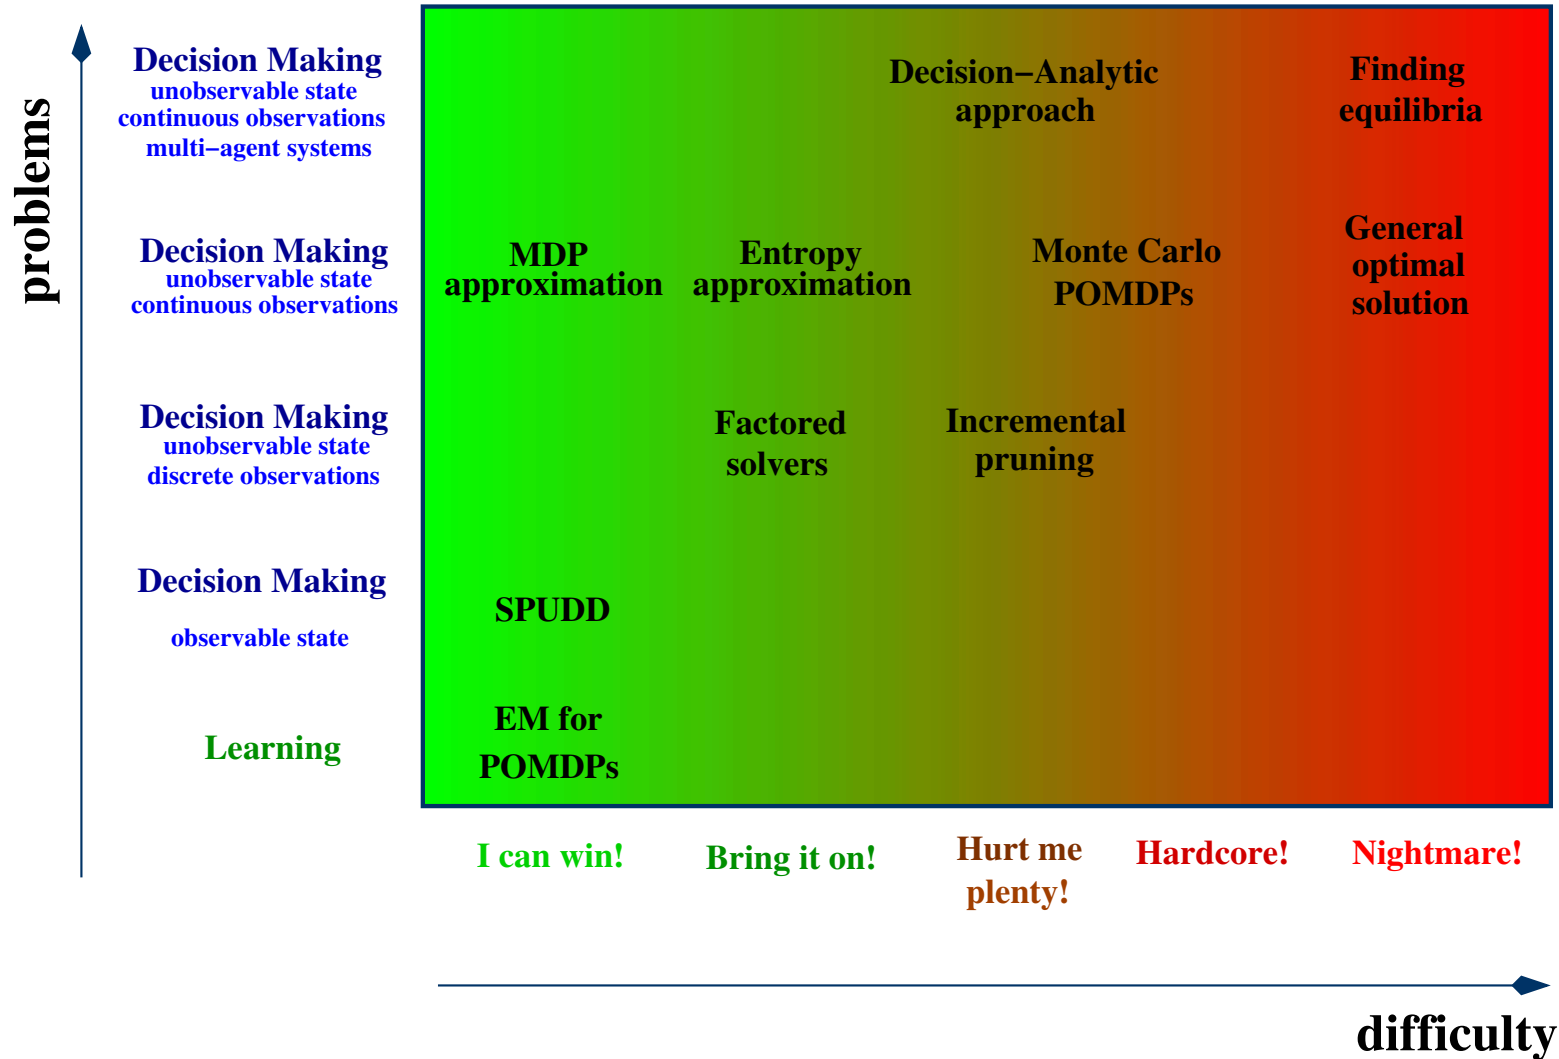 problems
Decision Making
unobservable state
continuous observations
multi−agent systems
Decision−Analytic
approach
Finding
equilibria
Decision Making
unobservable state
continuous observations
MDP
approximation
Entropy
approximation
Monte Carlo
POMDPs
General
optimal
solution
Decision Making
unobservable state
discrete observations
Factored
solvers
Incremental
pruning
Decision Making
observable state
SPUDD
Learning
EM for
POMDPs
I can win!
Bring it on!
Hurt me
plenty!
Hardcore!
Nightmare!
difficulty